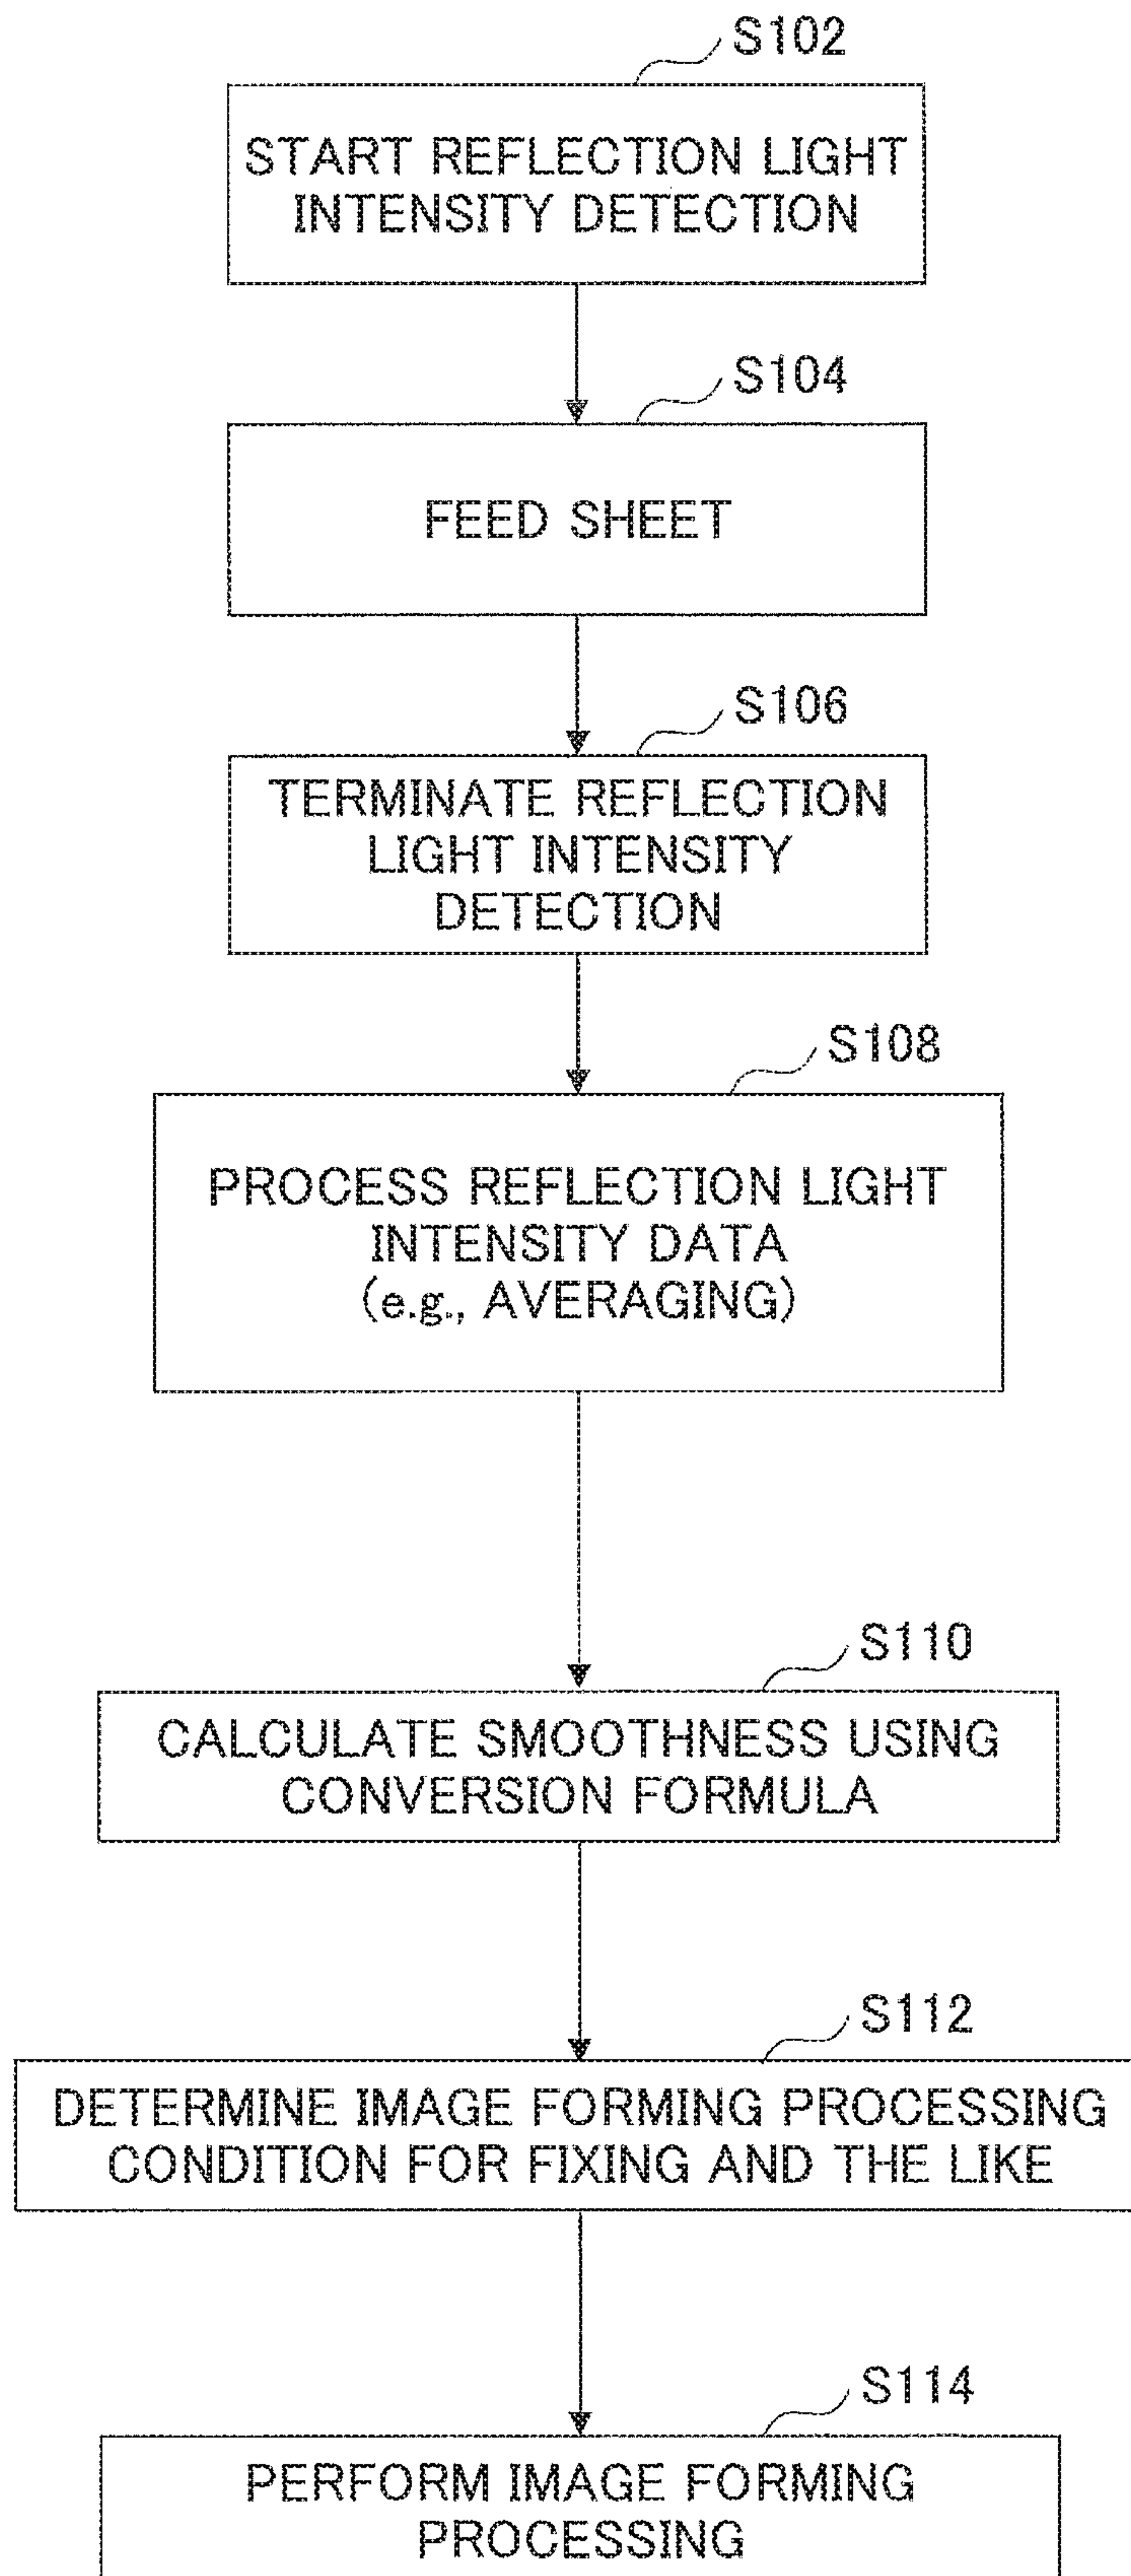 S102
START REFLECTION LIGHT
INTENSITY DETECTION
S104
FEED SHEET
S106
TERMINATE REFLECTION
LIGHT INTENSITY
DETECTION
S108
PROCESS REFLECTION LIGHT
INTENSITY DATA
(e.g., AVERAGING)
S110
CALCULATE SMOOTHNESS USING
CONVERSION FORMULA
S112
DETERMINE IMAGE FORMING PROCESSING
CONDITION FOR FIXING AND THE LIKE
S114
PERFORM IMAGE FORMING
PROCESSING